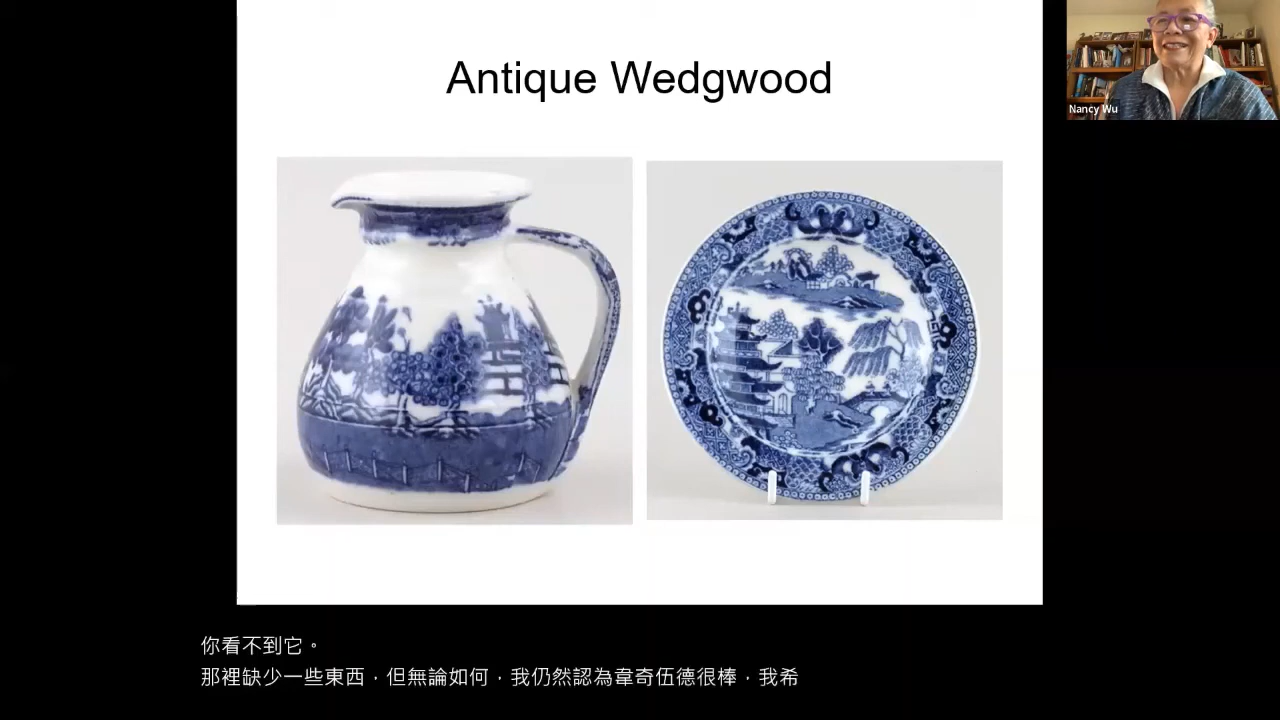 Antique Wedgwood
Nancy Wu
你看不到它。
那裡缺少一些東西，但無論如何，我仍然認為韋奇伍德很棒，我希